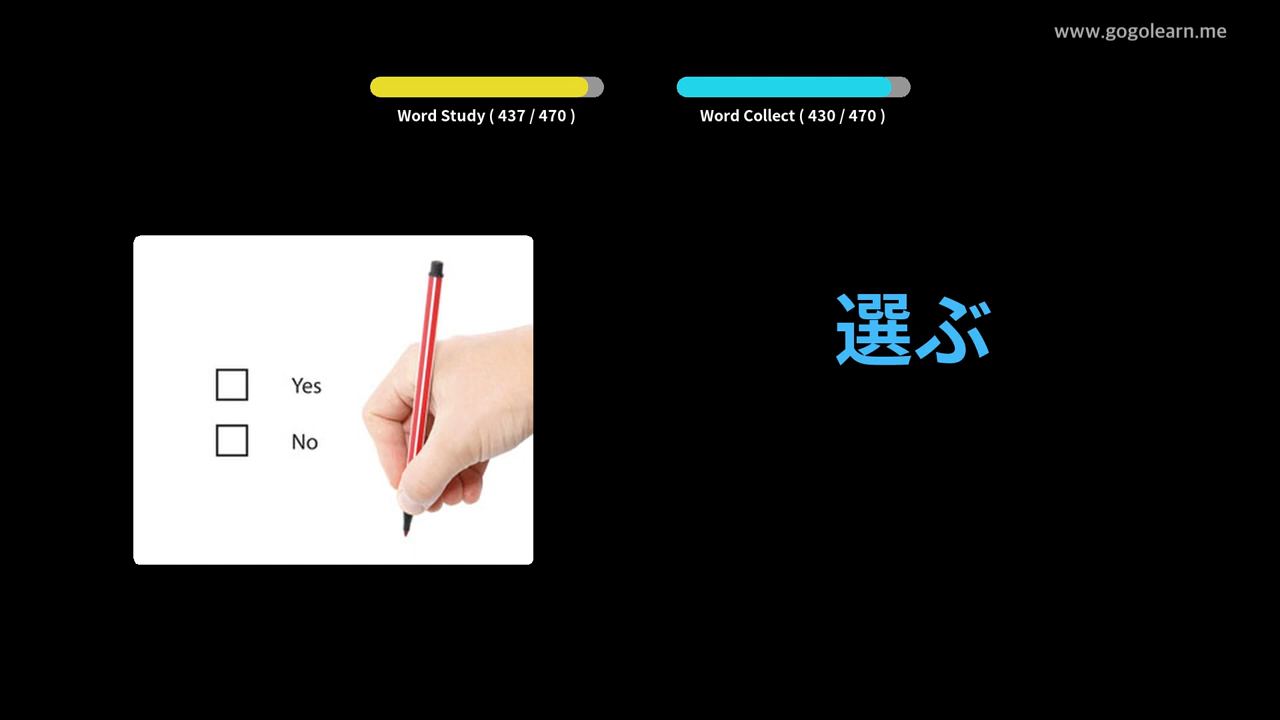 www.gogolearn.me
Word Study ( 437 / 470 )
Word Collect ( 430 / 470 )
Yes
No
選ぶ